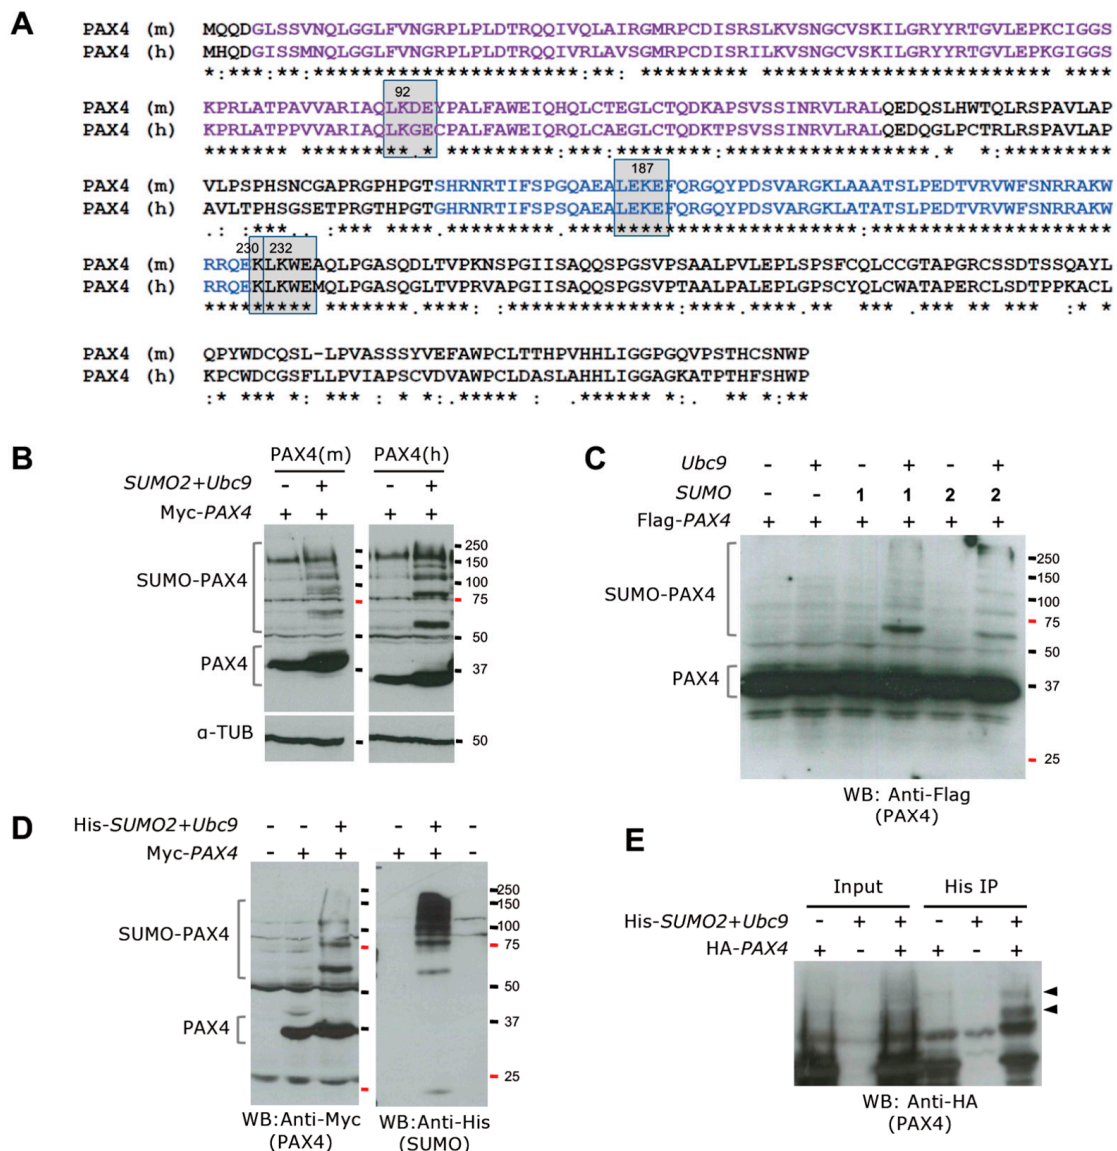 A
PAX4 (m) MQQDGLSSVNQLGGLFVNGRPLPLDTRQQIVQLAIRGMRPCDISRSLKVSNGCVSKILGRYYRTGVLEPKCIGGS
PAX4 (h) MHQDGISSMNQLGGLFVNGRPLPLDTRQQIVRLAVSGMRPCDISRILKVSNGCVSKILGRYYRTGVLEPKGIGGS
*:***:**:**********************:**: ********* ************************ ****
92
PAX4 (m) KPRLATPAVVARIAQLKDEYPALFAWEIQHQLCTEGLCTQDKAPSVSSINRVLRALQEDQSLHWTQLRSPAVLAP
PAX4 (h) KPRLATPPVVARIAQLKGECPALFAWEIQRQLCAEGLCTQDKTPSVSSINRVLRALQEDQGLPCTRLRSPAVLAP
******* *********.* *********:***:********:*****************.*  *:*********
187
PAX4 (m) VLPSPHSNCGAPRGPHPGTSHRNRTIFSPGQAEALEKEFQRGQYPDSVARGKLAAATSLPEDTVRVWFSNRRAKW
PAX4 (h) AVLTPHSGSETPRGTHPGTGHRNRTIFSPSQAEALEKEFQRGQYPDSVARGKLATATSLPEDTVRVWFSNRRAKW
230 232
PAX4 (m) RRQEKLKWEAQLPGASQDLTVPKNSPGIISAQQSPGSVPSAALPVLEPLSPSFCQLCCGTAPGRCSSDTSSQAYL
PAX4 (h) RRQEKLKWEMQLPGASQGLTVPRVAPGIISAQQSPGSVPTAALPALEPLGPSCYQLCWATAPERCLSDTPPKACL
PAX4 (m) QPYWDCQSL-LPVASSSYVEFAWPCLTTHPVHHLIGGPGQVPSTHCSNWP
PAX4 (h) KPCWDCGSFLLPVIAPSCVDVAWPCLDASLAHHLIGGAGKATPTHFSHWP
B
PAX4(m) PAX4(h)
SUMO2+Ubc9 - + - +
Myc-PAX4 + + + +
SUMO-PAX4
PAX4
α-TUB
250
150
100
75
50
37
50
C
Ubc9 - + - + - +
SUMO - - 1 1 2 2
Flag-PAX4 + + + + + +
SUMO-PAX4
PAX4
250
150
100
75
50
37
25
WB: Anti-Flag
(PAX4)
D
His-SUMO2+Ubc9 - - + - + -
Myc-PAX4 - + + + + -
SUMO-PAX4
PAX4
250
150
100
75
50
37
25
WB:Anti-Myc
(PAX4)
WB:Anti-His
(SUMO)
E
Input His IP
His-SUMO2+Ubc9 - + + - + +
HA-PAX4 + - + + - +
WB: Anti-HA
(PAX4)